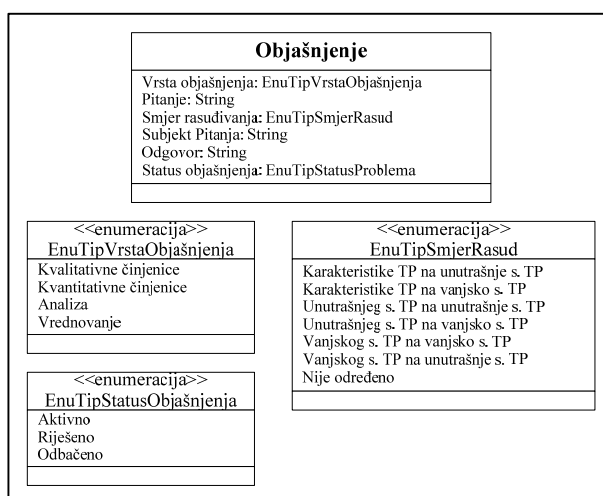 Objašnjenje
Vrsta objašnjenja: EnuTipVrstaObjašnjenja
Pitanje: String
Smjer rasuđivanja: EnuTipSmjerRasud
Subjekt Pitanja: String
Odgovor: String
Status objašnjenja: EnuTipStatusProblema
<<enumeracija>>
EnuTipVrstaObjašnjenja
Kvalitativne činjenice
Kvantitativne činjenice
Analiza
Vrednovanje
<<enumeracija>>
EnuTipSmjerRasud
Karakteristike TP na unutrašnje s. TP
Karakteristike TP na vanjsko s. TP
Unutrašnjeg s. TP na unutrašnje s. TP
Unutrašnjeg s. TP na vanjsko s. TP
Vanjskog s. TP na vanjsko s. TP
Vanjskog s. TP na unutrašnje s. TP
Nije određeno
<<enumeracija>>
EnuTipStatusObjašnjenja
Aktivno
Riješeno
Odbačeno